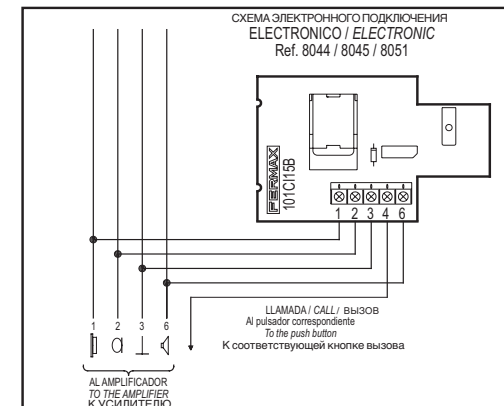 СХЕМА ЭЛЕКТРОННОГО ПОДКЛЮЧЕНИЯ
ELECTRONICO / ELECTRONIC
Ref. 8044 / 8045 / 8051
FERMAX
101CI15B
1 2 3 4 6
LLAMADA / CALL / ВЫЗОВ
Al pulsador correspondiente
To the push button
К соответствующей кнопке вызова
1 2 3 6
AL AMPLIFICADOR
TO THE AMPLIFIER
К УСИЛИТЕЛЮ